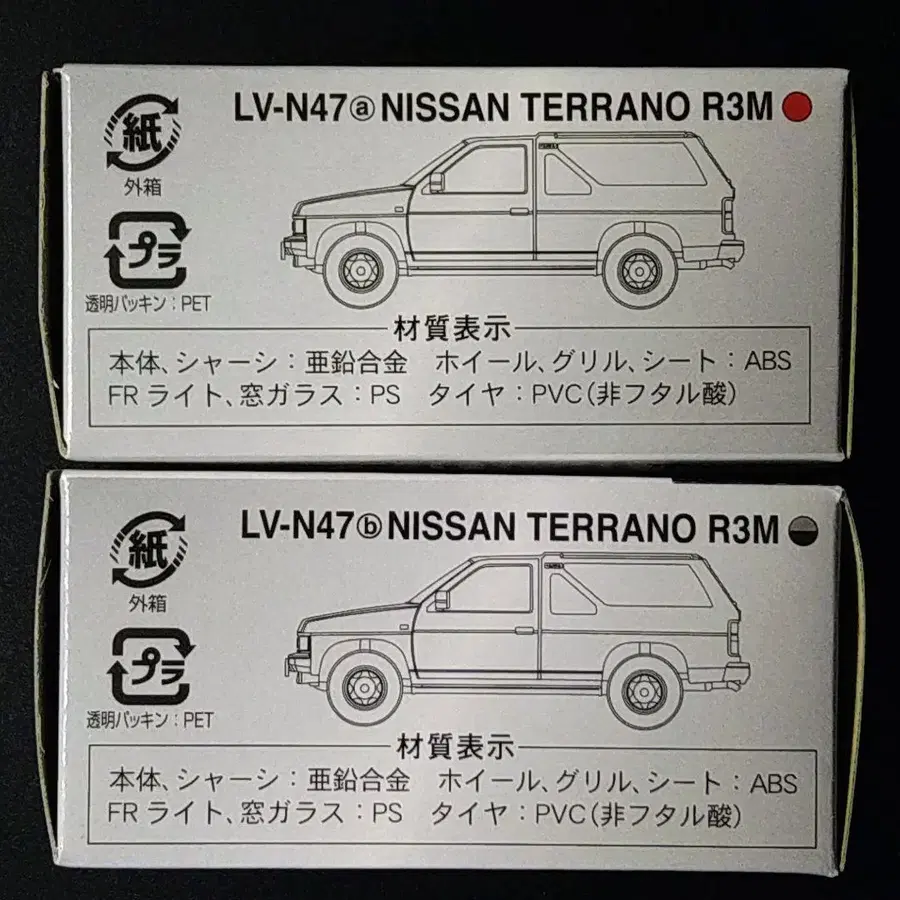 LV-N47ⓐNISSAN TERRANO R3M
紙
外箱
プラ
透明パッキン:PET
材質表示
本体、シャーシ:亜鉛合金 ホイール、グリル、シート:ABS
FRライト、窓ガラス:PS タイヤ:PVC(非フタル酸)
LV-N47ⓑNISSAN TERRANO R3M
紙
外箱
プラ
透明パッキン:PET
材質表示
本体、シャーシ:亜鉛合金 ホイール、グリル、シート:ABS
FRライト、窓ガラス:PS タイヤ:PVC(非フタル酸)